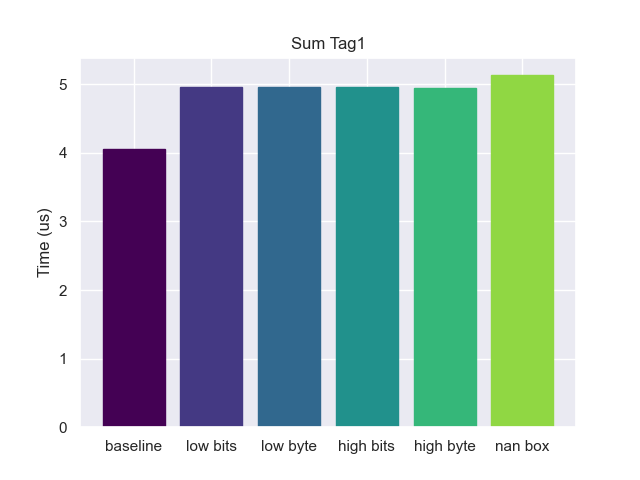 Sum Tag1
Time (us)
5
4
3
2
1
0
baseline low bits low byte high bits high byte nan box